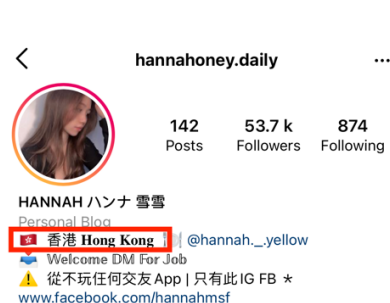 hannahoney.daily
142 53.7 k 874
Posts Followers Following
HANNAH ハンナ 雪雪
Personal Blog
香港 𝐇𝐨𝐧𝐠 𝐊𝐨𝐧𝐠 @hannah._.yellow
𝕎𝕖𝕝𝕔𝕠𝕞𝕖 𝔻𝕄 𝔽𝕠𝕣 𝕁𝕠𝕓
⚠️ 從不玩任何交友 App | 只有此 IG FB *
www.facebook.com/hannahmsf